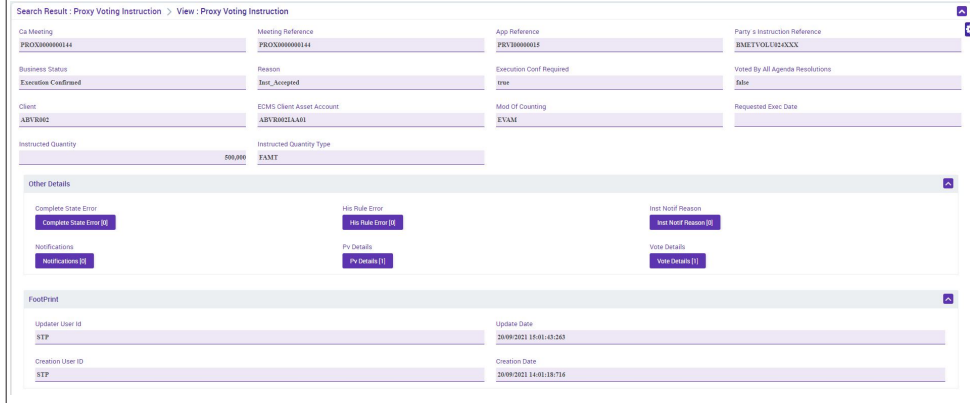 Search Result : Proxy Voting Instruction > View : Proxy Voting Instruction
Ca Meeting Meeting Reference App Reference Party`s Instruction Reference
PROX0000000144 PROX0000000144 PRVI00000015 BMETVOLU024XXX
Business Status Reason Execution Conf Required Voted By All Agenda Resolutions
Execution Confirmed Inst_Accepted true false
Client ECMS Client Asset Account Mod Of Counting Requested Exec Date
ABVR002 ABVR002IAA01 EVAM
Instructed Quantity Instructed Quantity Type
500,000 FAMT
Other Details
Complete State Error His Rule Error Inst Notif Reason
Complete State Error [0] His Rule Error [0] Inst Notif Reason [0]
Notifications Pv Details Vote Details
Notifications [0] Pv Details [1] Vote Details [1]
FootPrint
Updater User Id Update Date
STP 20/09/2021 15:01:43:263
Creation User ID Creation Date
STP 20/09/2021 14:01:18:716